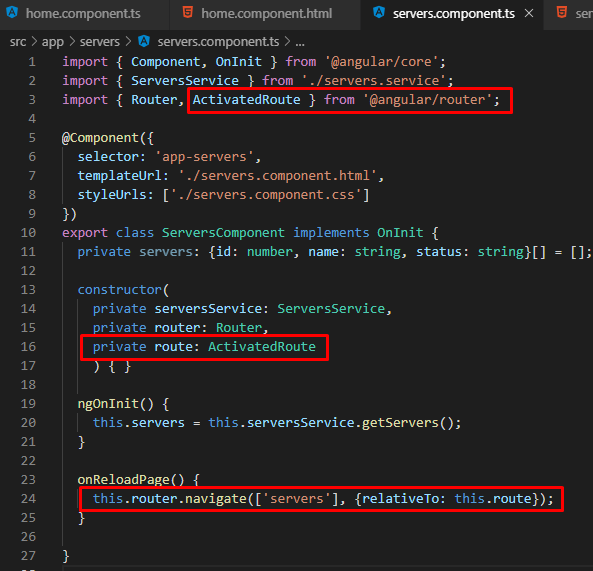 home.component.ts home.component.html servers.component.ts ser
src > app > servers > servers.component.ts > ...
1 import { Component, OnInit } from '@angular/core';
2 import { ServersService } from './servers.service';
3 import { Router, ActivatedRoute } from '@angular/router';
4
5 @Component({
6   selector: 'app-servers',
7   templateUrl: './servers.component.html',
8   styleUrls: ['./servers.component.css']
9 })
10 export class ServersComponent implements OnInit {
11   private servers: {id: number, name: string, status: string}[] = [];
12
13   constructor(
14     private serversService: ServersService,
15     private router: Router,
16     private route: ActivatedRoute
17     ) { }
18
19   ngOnInit() {
20     this.servers = this.serversService.getServers();
21   }
22
23   onReloadPage() {
24     this.router.navigate(['servers'], {relativeTo: this.route});
25   }
26
27 }